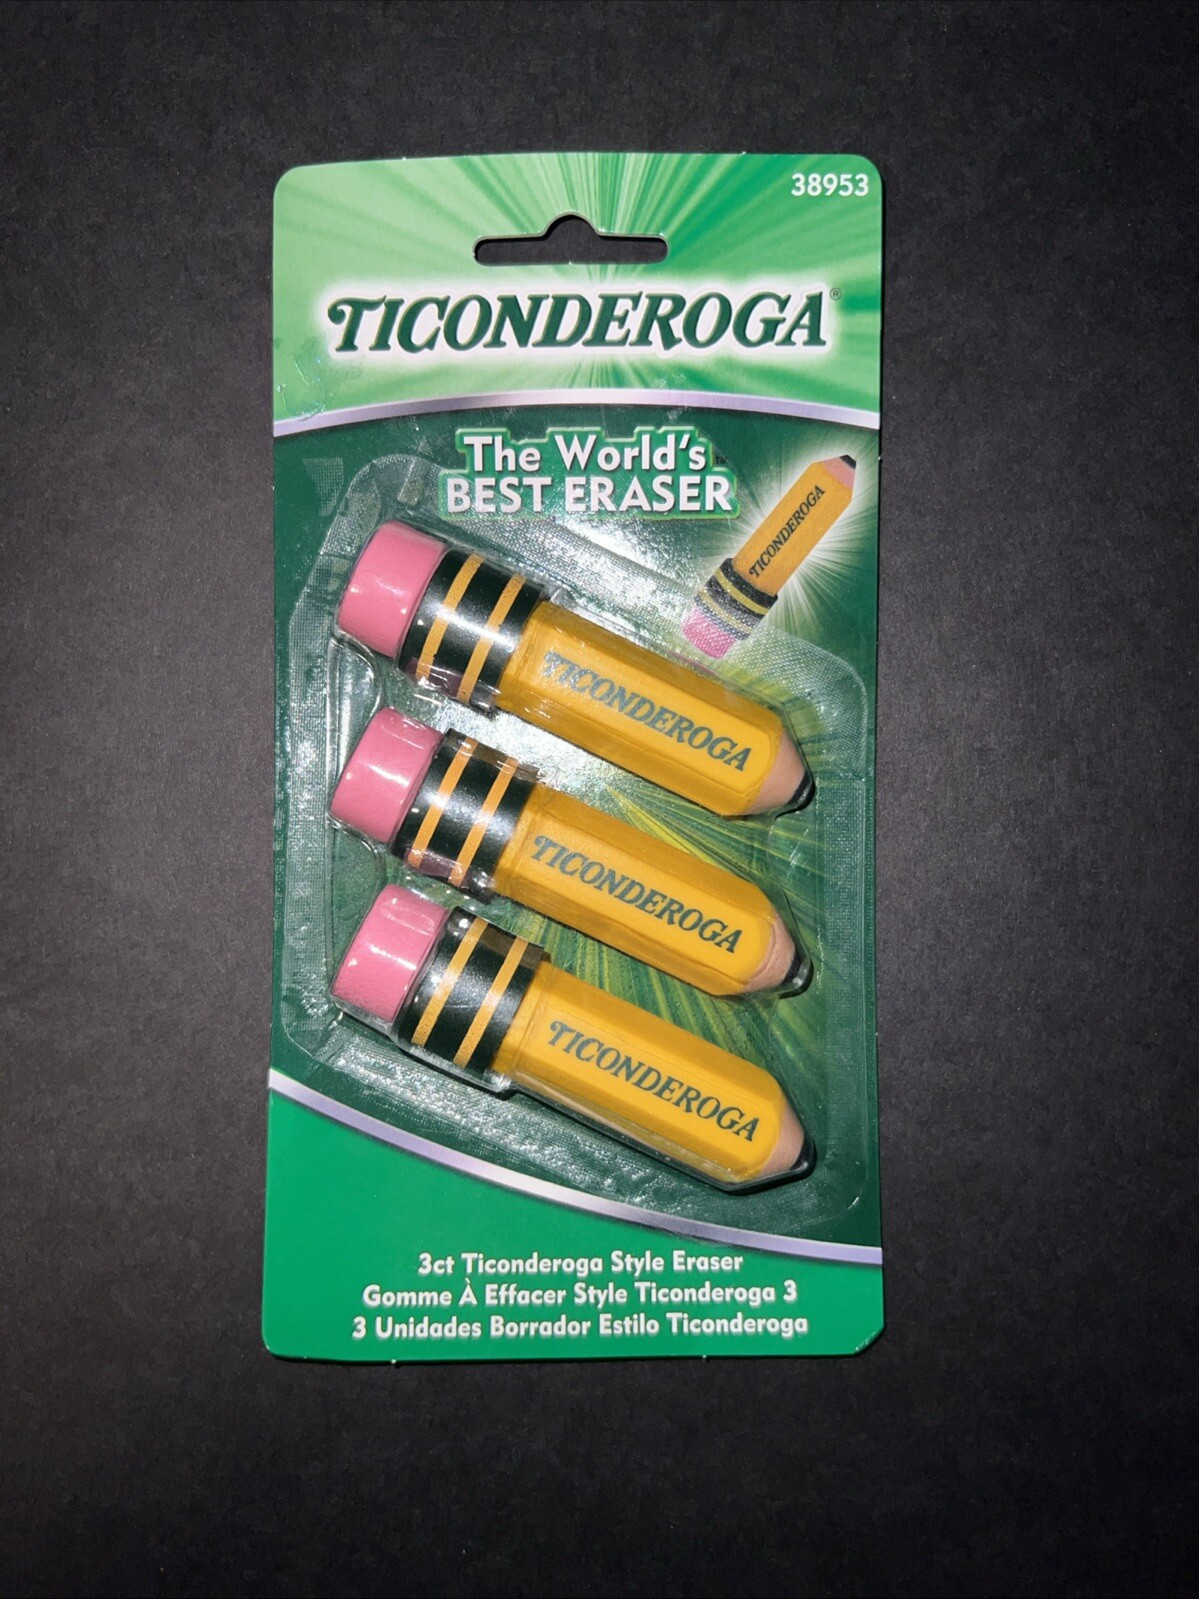 38953
TICONDEROGA®
The World's™
BEST ERASER
TICONDEROGA
TICONDEROGA
TICONDEROGA
TICONDEROGA
3ct Ticonderoga Style Eraser
Gomme À Effacer Style Ticonderoga 3
3 Unidades Borrador Estilo Ticonderoga